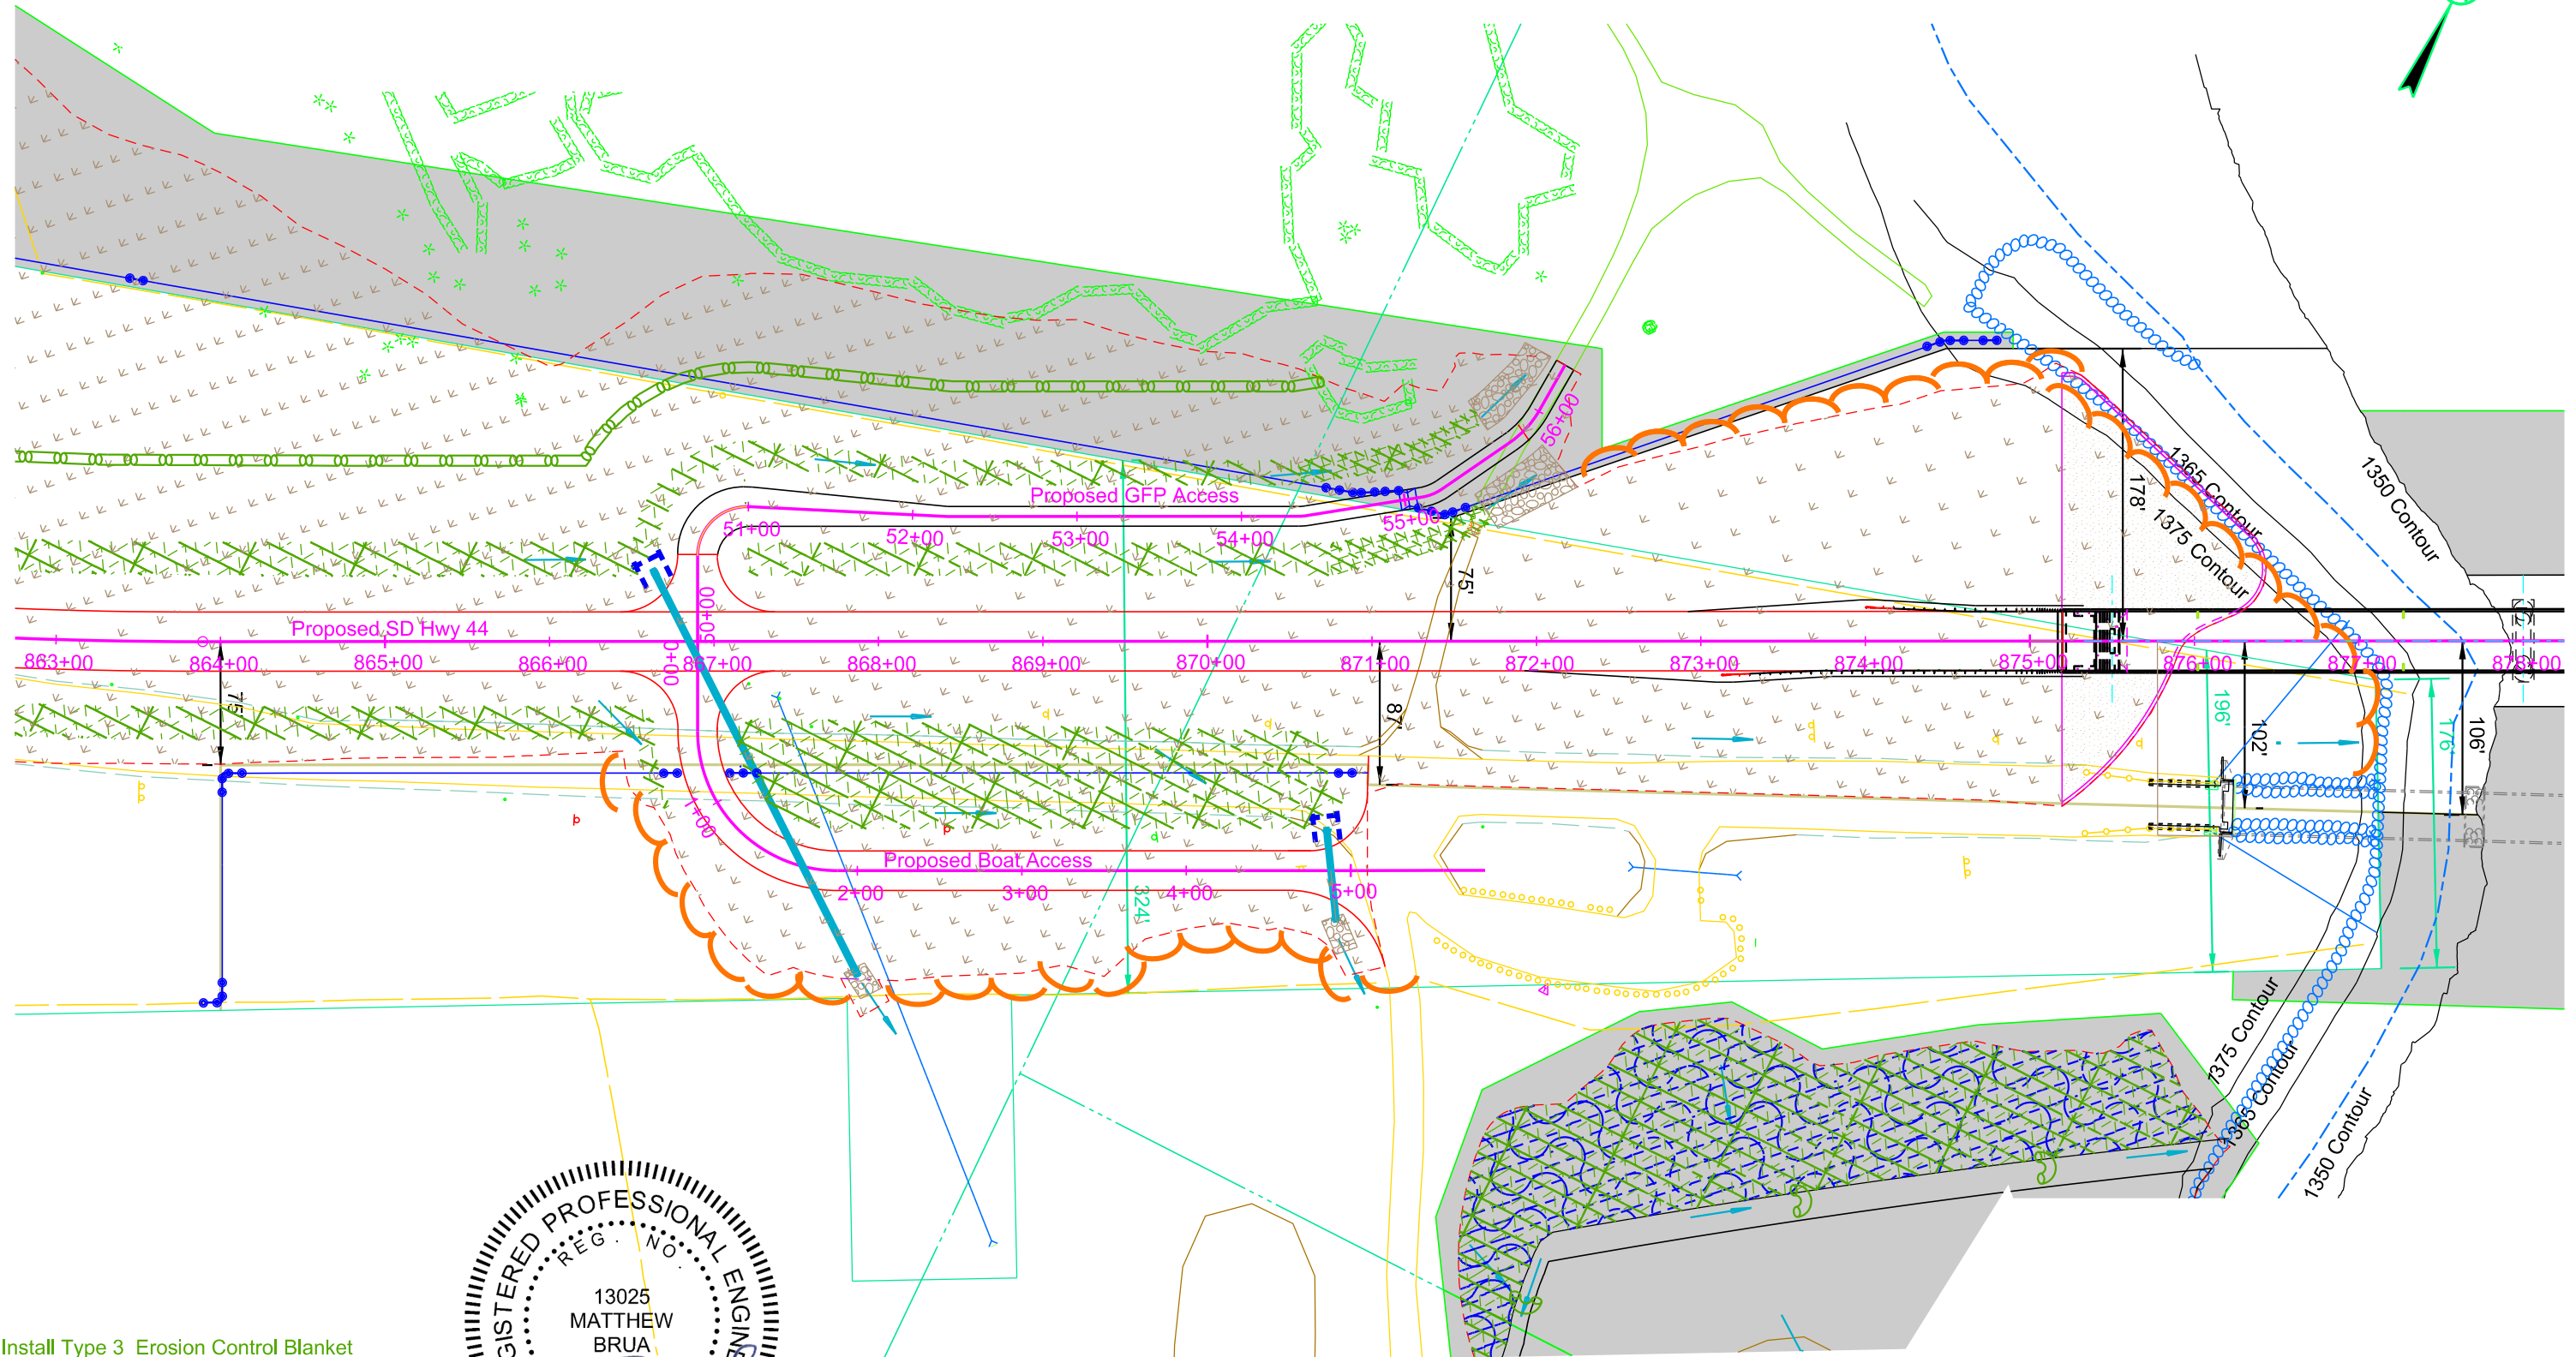 1350 Contour
1365 Contour
178'
1375 Contour
56+00
Proposed GFP Access
51+00
52+00
53+00
54+00
55+00
75'
50+00
0+00
Proposed SD Hwy 44
863+00
864+00
865+00
866+00
867+00
868+00
869+00
870+00
871+00
872+00
873+00
874+00
875+00
876+00
877+00
878+00
75'
87'
196'
102'
176'
106'
1+00
Proposed Boat Access
2+00
3+00
4+00
5+00
324'
1375 Contour
1365 Contour
1350 Contour
GISTERED PROFESSIONAL ENGINE
REG. NO.
13025
MATTHEW
BRUA
Install Type 3 Erosion Control Blanket